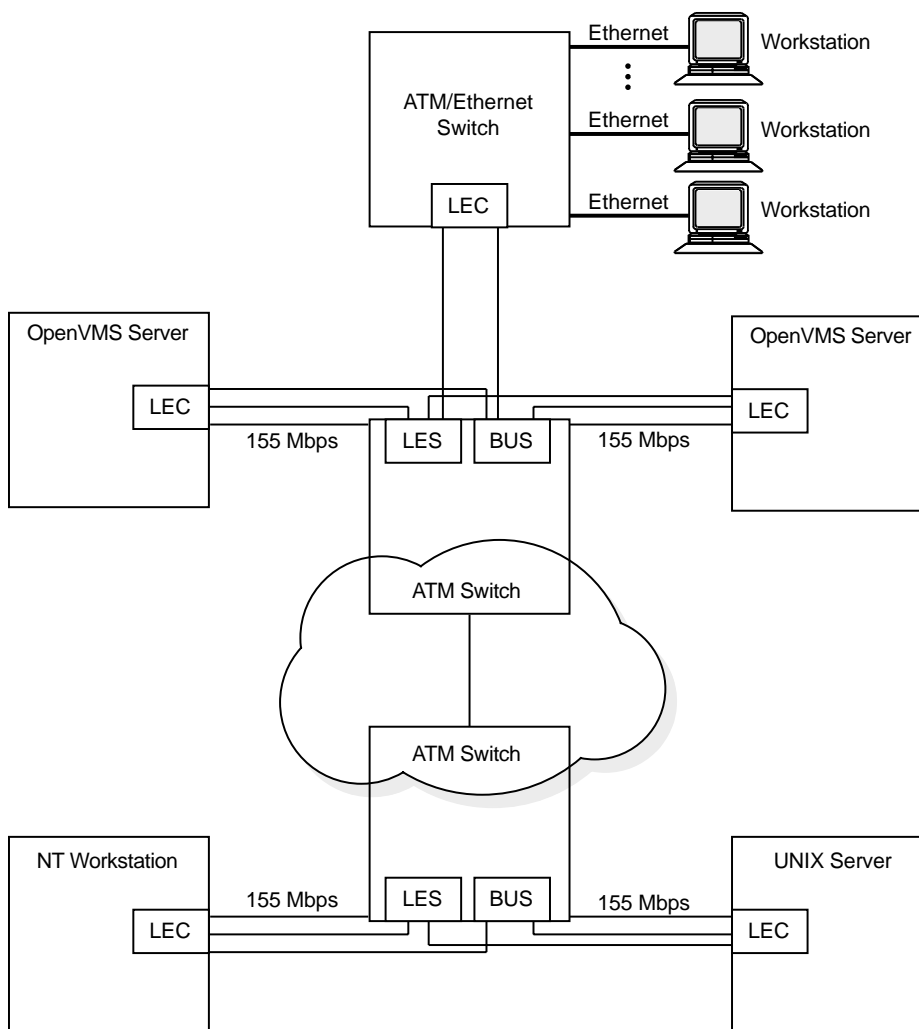 Ethernet
Workstation
ATM/Ethernet
Switch
Ethernet
Workstation
LEC
Ethernet
Workstation
OpenVMS Server
OpenVMS Server
LEC
LEC
155 Mbps
LES
BUS
155 Mbps
ATM Switch
ATM Switch
NT Workstation
UNIX Server
155 Mbps
LES
BUS
155 Mbps
LEC
LEC